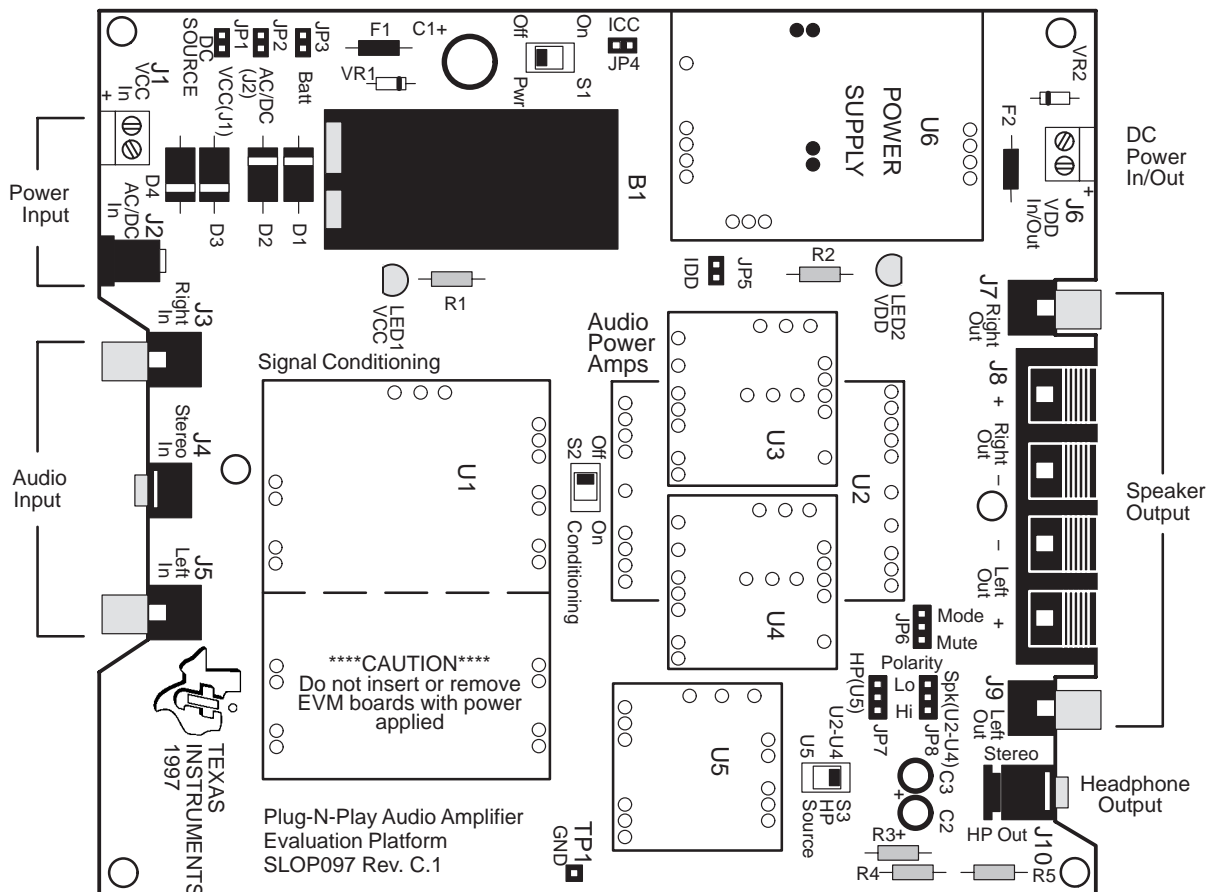 Off
On
ICC
JP4
S1
Pwr
F1
C1+
VR1
JP3
JP2
JP1
DC
SOURCE
Batt
AC/DC
(J2)
VCC(J1)
J1
VCC
In
+
D4
D3
D2
D1
J2
AC/DC
In
Power
Input
B1
U6
POWER
SUPPLY
VR2
F2
+
J6
VDD
In/Out
DC
Power
In/Out
LED1
VCC
R1
IDD
JP5
R2
LED2
VDD
J3
Right
In
J4
Stereo
In
J5
Left
In
Audio
Input
Signal Conditioning
U1
Audio
Power
Amps
S2
Off
On
Conditioning
U3
U2
U4
J7
Right
Out
J8
+
Right
Out
–
–
Left
Out
+
Speaker
Output
JP6
Mode
Mute
Polarity
HP(U5)
Lo
Hi
Spk(U2-U4)
JP7
JP8
J9
Left
Out
****CAUTION****
Do not insert or remove
EVM boards with power
applied
TEXAS
INSTRUMENTS
1997
U5
U2-U4
U5
S3
HP
Source
C3
+
C2
Stereo
HP Out
J10
Headphone
Output
Plug-N-Play Audio Amplifier
Evaluation Platform
SLOP097 Rev. C.1
TP1
GND
R3+
R4
R5